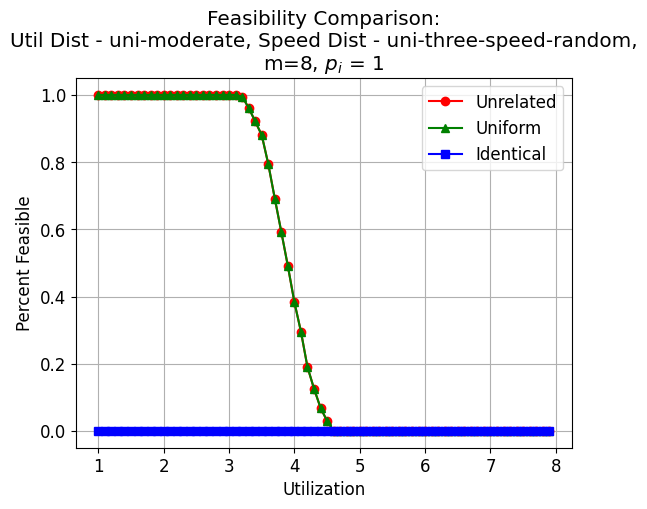 Feasibility Comparison:
Util Dist - uni-moderate, Speed Dist - uni-three-speed-random,
m=8, pᵢ = 1
Unrelated
Uniform
Identical
Percent Feasible
1.0
0.8
0.6
0.4
0.2
0.0
1 2 3 4 5 6 7 8
Utilization